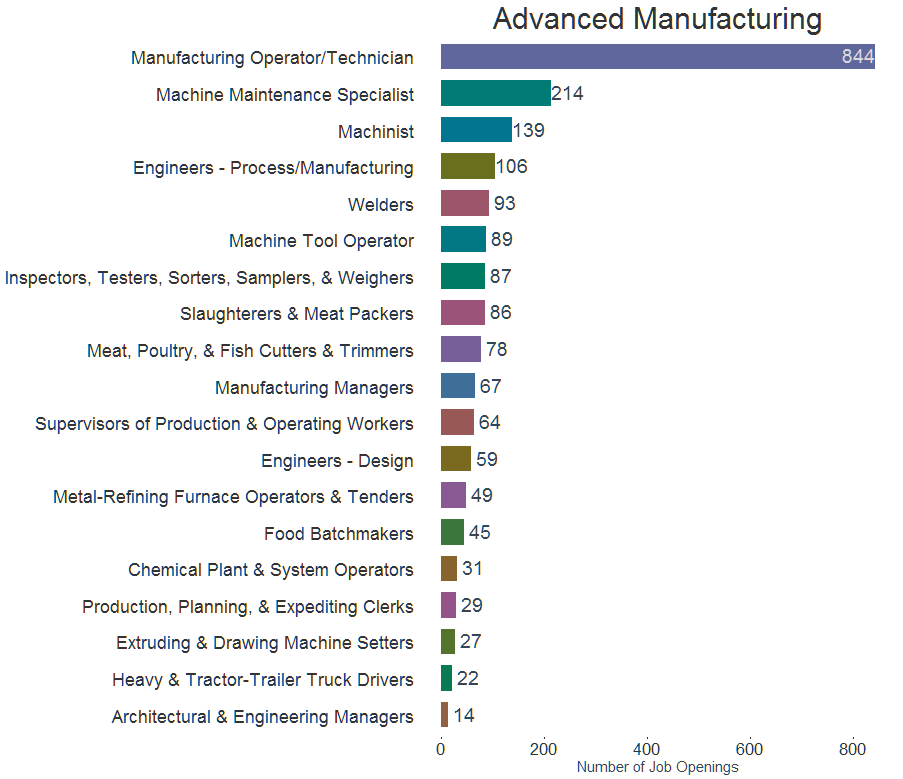 Advanced Manufacturing
Manufacturing Operator/Technician 844
Machine Maintenance Specialist 214
Machinist 139
Engineers - Process/Manufacturing 106
Welders 93
Machine Tool Operator 89
Inspectors, Testers, Sorters, Samplers, & Weighers 87
Slaughterers & Meat Packers 86
Meat, Poultry, & Fish Cutters & Trimmers 78
Manufacturing Managers 67
Supervisors of Production & Operating Workers 64
Engineers - Design 59
Metal-Refining Furnace Operators & Tenders 49
Food Batchmakers 45
Chemical Plant & System Operators 31
Production, Planning, & Expediting Clerks 29
Extruding & Drawing Machine Setters 27
Heavy & Tractor-Trailer Truck Drivers 22
Architectural & Engineering Managers 14
0 200 400 600 800
Number of Job Openings